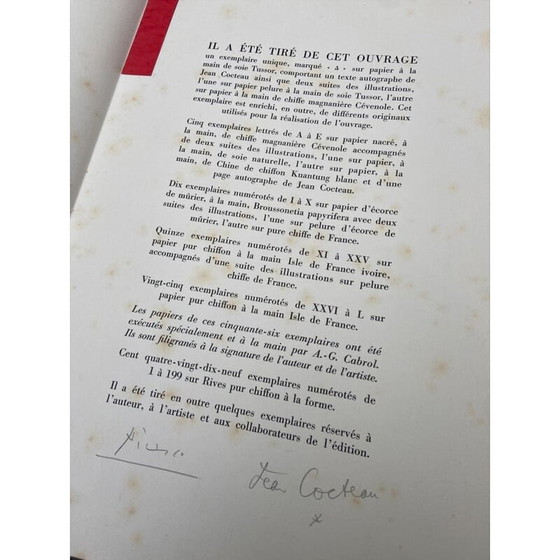 IL A ÉTÉ TIRÉ DE CET OUVRAGE
un exemplaire unique, marqué « A » sur papier à la
main de soie Tussor, comportant un texte autographe de
Jean Cocteau ainsi que deux suites des illustrations,
l'une sur papier pelure à la main de soie Tussor, l'autre
sur papier à la main de chiffe magnanière Cévenole. Cet
exemplaire est enrichi, en outre, de différents originaux
utilisés pour la réalisation de l'ouvrage.
Cinq exemplaires lettrés de A à E sur papier nacré, à
la main, de chiffe magnanière Cévenole accompagnés
de deux suites des illustrations, l'une sur papier, à
la main, de soie naturelle, l'autre sur papier, à la
main, de Chine de chiffon Kuantung blanc et d'une
page autographe de Jean Cocteau.
Dix exemplaires numérotés de I à X sur papier d'écorce
de mûrier, à la main, Broussonetia papyrifera avec deux
suites des illustrations, l'une sur pelure d'écorce de
mûrier, l'autre sur pure chiffe de France.
Quinze exemplaires numérotés de XI à XXV sur
papier pur chiffon à la main Isle de France ivoire,
accompagnés d'une suite des illustrations sur pelure
chiffe de France.
Vingt-cinq exemplaires numérotés de XXVI à L sur
papier pur chiffon à la main Isle de France.
Les papiers de ces cinquante-six exemplaires ont été
exécutés spécialement et à la main par A.-G. Cabrol.
Ils sont filigranés à la signature de l'auteur et de l'artiste.
Cent quatre-vingt-dix-neuf exemplaires numérotés de
1 à 199 sur Rives pur chiffon à la forme.
Il a été tiré en outre quelques exemplaires réservés à
l'auteur, à l'artiste et aux collaborateurs de l'édition.
Jean Cocteau